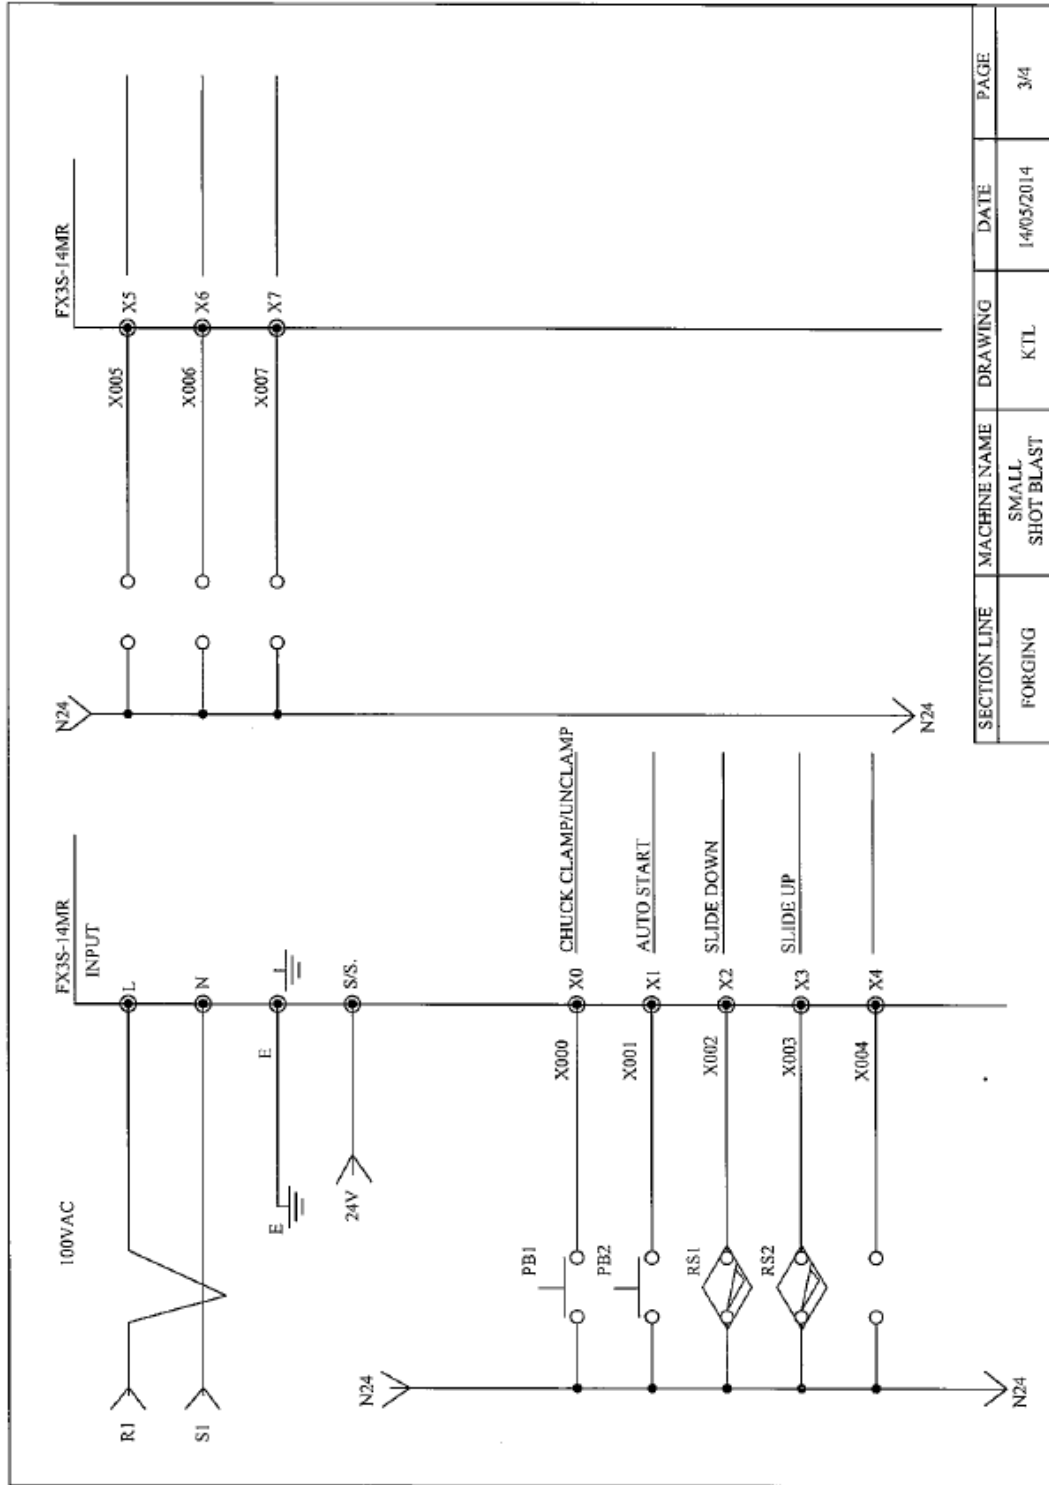 FX3S-14MR
INPUT
100VAC
R1
L
S1
N
E
E
24V
S/S.
N24
PB1
X000
X0
CHUCK CLAMP/UNCLAMP
PB2
X001
X1
AUTO START
RS1
X002
X2
SLIDE DOWN
RS2
X003
X3
SLIDE UP
X004
X4
N24
FX3S-14MR
N24
X005
X5
X006
X6
X007
X7
N24
SECTION LINE
MACHINE NAME
DRAWING
DATE
PAGE
FORGING
SMALL
SHOT BLAST
KTL
14/05/2014
3/4